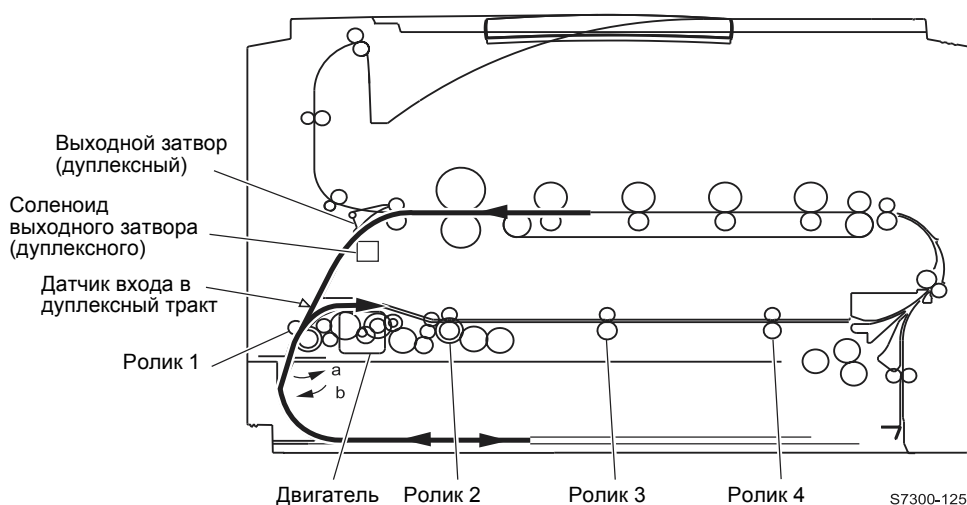 Выходной затвор
(дуплексный)
Соленоид
выходного затвора
(дуплексного)
Датчик входа в
дуплексный тракт
Ролик 1
a
b
Двигатель
Ролик 2
Ролик 3
Ролик 4
S7300-125